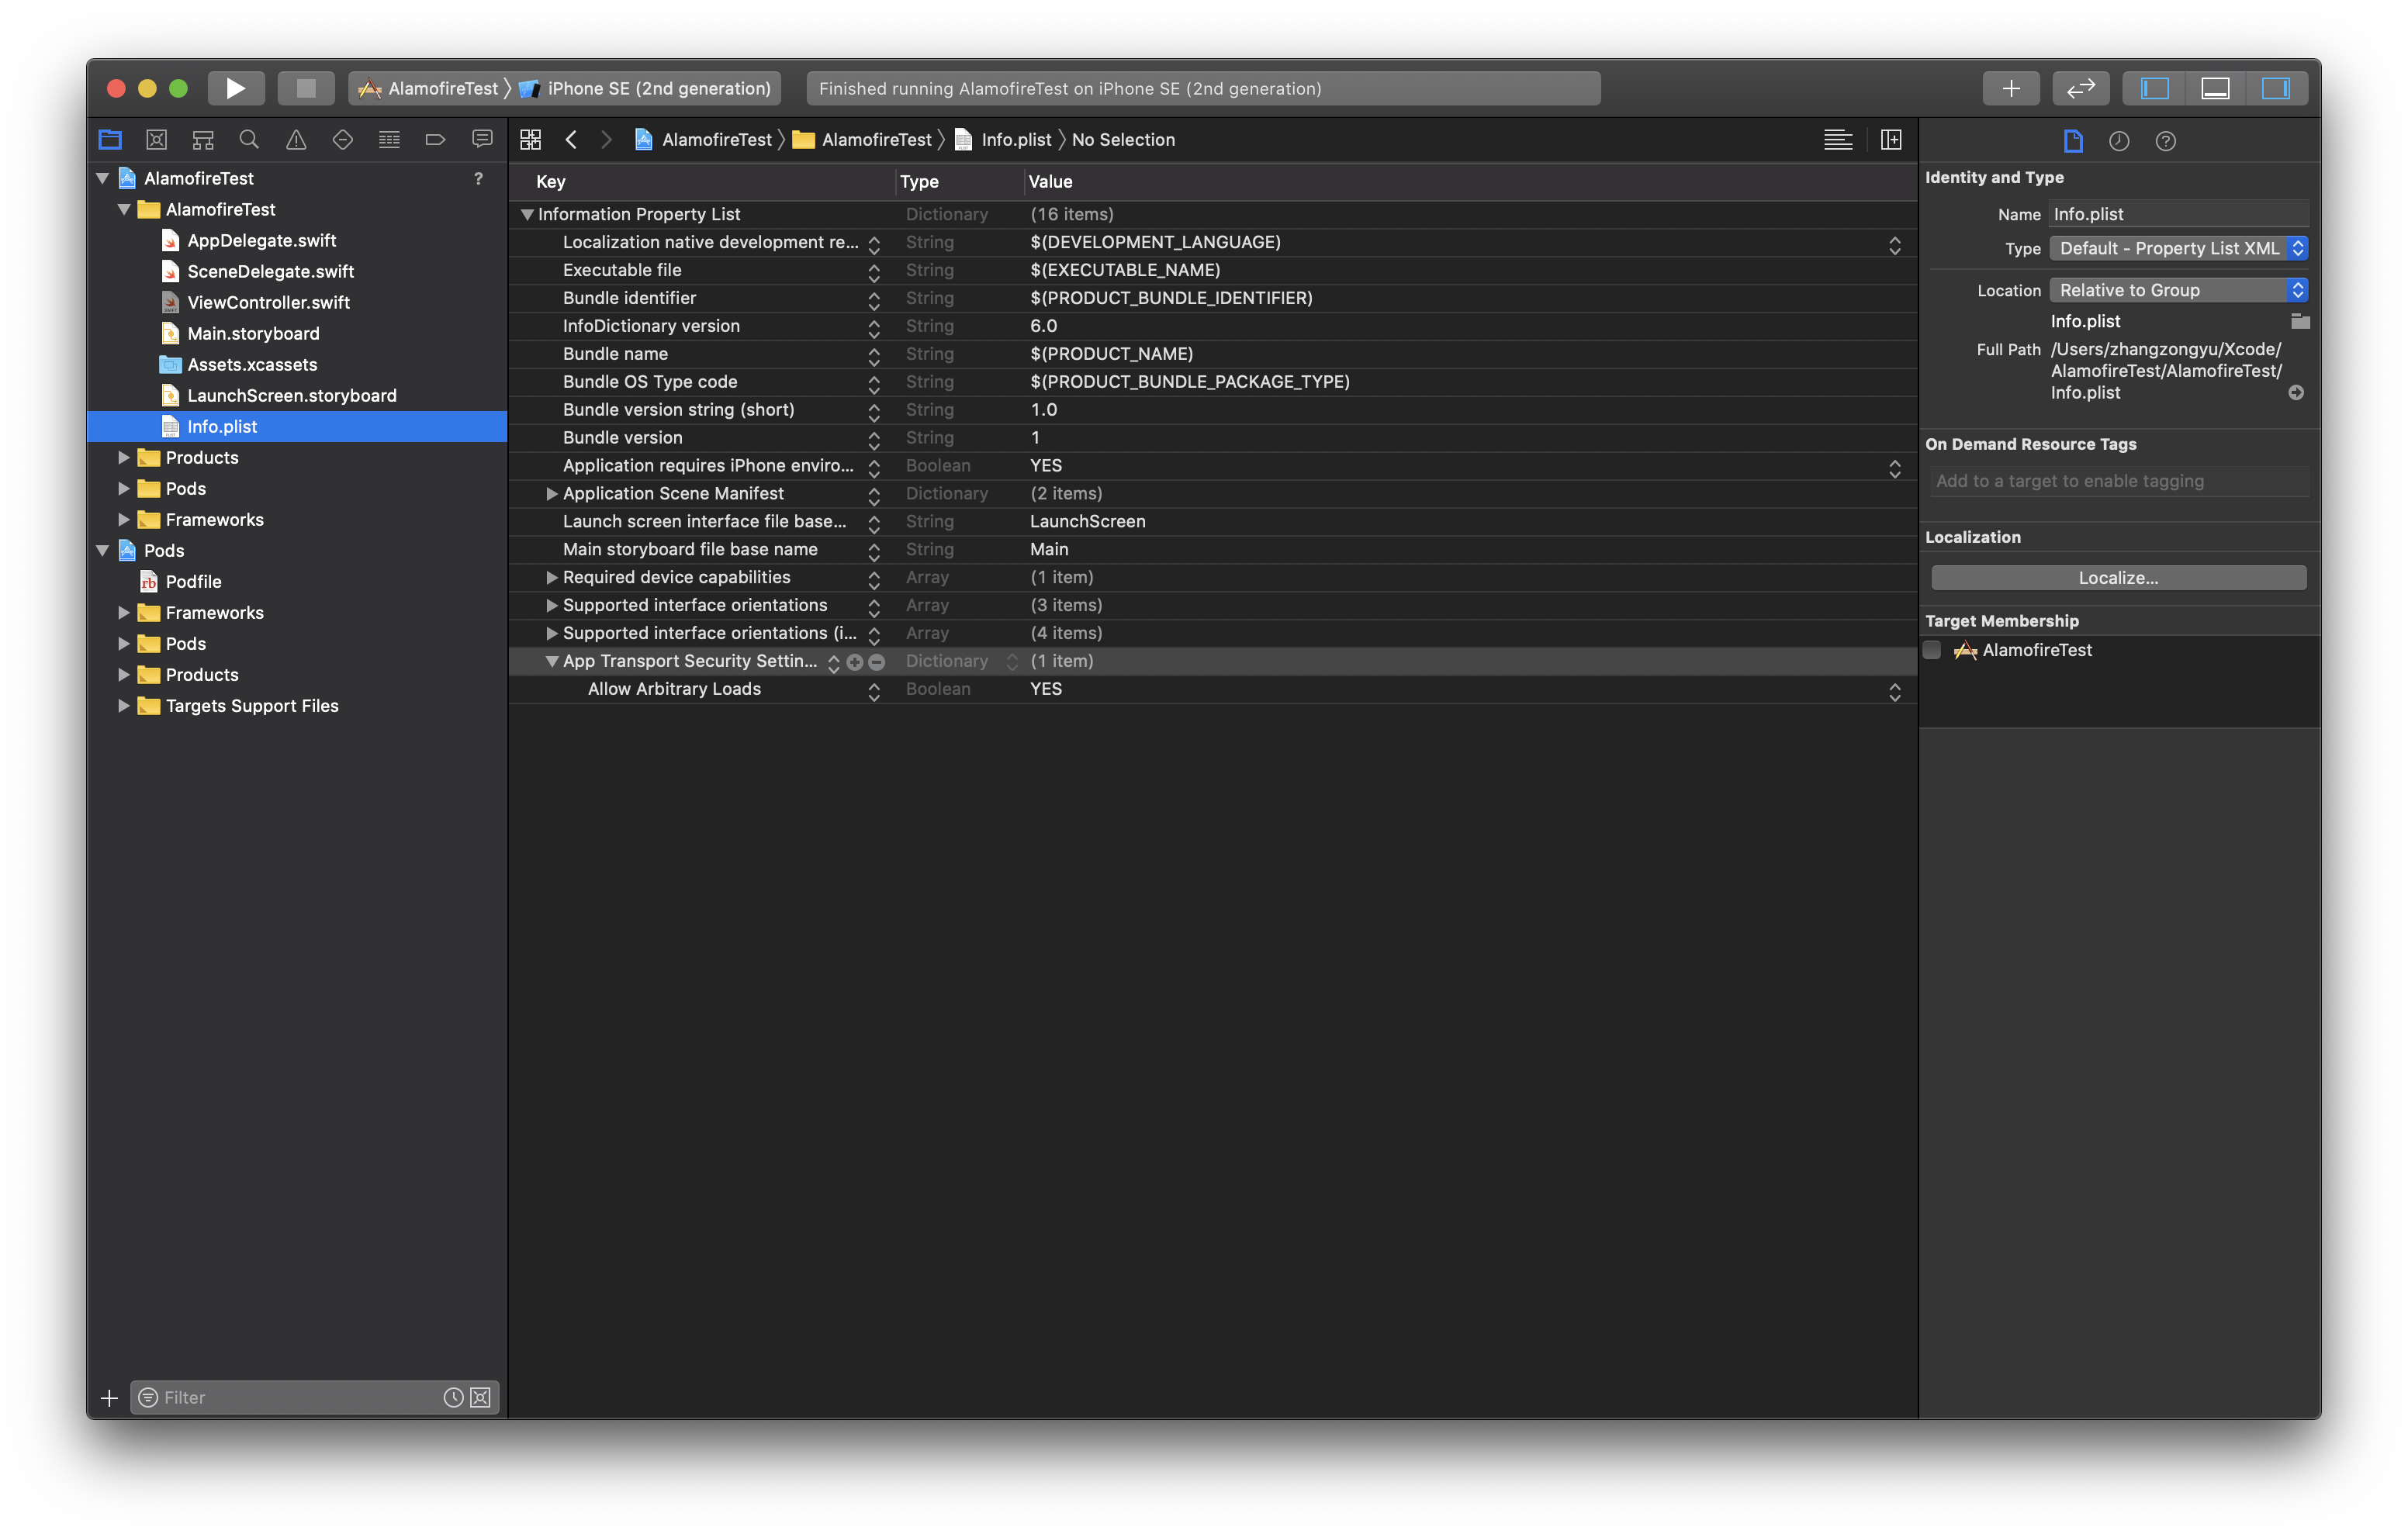 AlamofireTest 〉 iPhone SE (2nd generation)
Finished running AlamofireTest on iPhone SE (2nd generation)
AlamofireTest ?
AlamofireTest
AppDelegate.swift
SceneDelegate.swift
ViewController.swift
Main.storyboard
Assets.xcassets
LaunchScreen.storyboard
Info.plist
Products
Pods
Frameworks
Pods
rb Podfile
Frameworks
Pods
Products
Targets Support Files
Filter
AlamofireTest 〉 AlamofireTest 〉 Info.plist 〉 No Selection
Key Type Value
Information Property List Dictionary (16 items)
Localization native development re... String $(DEVELOPMENT_LANGUAGE)
Executable file String $(EXECUTABLE_NAME)
Bundle identifier String $(PRODUCT_BUNDLE_IDENTIFIER)
InfoDictionary version String 6.0
Bundle name String $(PRODUCT_NAME)
Bundle OS Type code String $(PRODUCT_BUNDLE_PACKAGE_TYPE)
Bundle version string (short) String 1.0
Bundle version String 1
Application requires iPhone enviro... Boolean YES
Application Scene Manifest Dictionary (2 items)
Launch screen interface file base... String LaunchScreen
Main storyboard file base name String Main
Required device capabilities Array (1 item)
Supported interface orientations Array (3 items)
Supported interface orientations (i... Array (4 items)
App Transport Security Settin... Dictionary (1 item)
Allow Arbitrary Loads Boolean YES
Identity and Type
Name Info.plist
Type Default - Property List XML
Location Relative to Group
Info.plist
Full Path /Users/zhangzongyu/Xcode/
AlamofireTest/AlamofireTest/
Info.plist
On Demand Resource Tags
Add to a target to enable tagging
Localization
Localize...
Target Membership
AlamofireTest